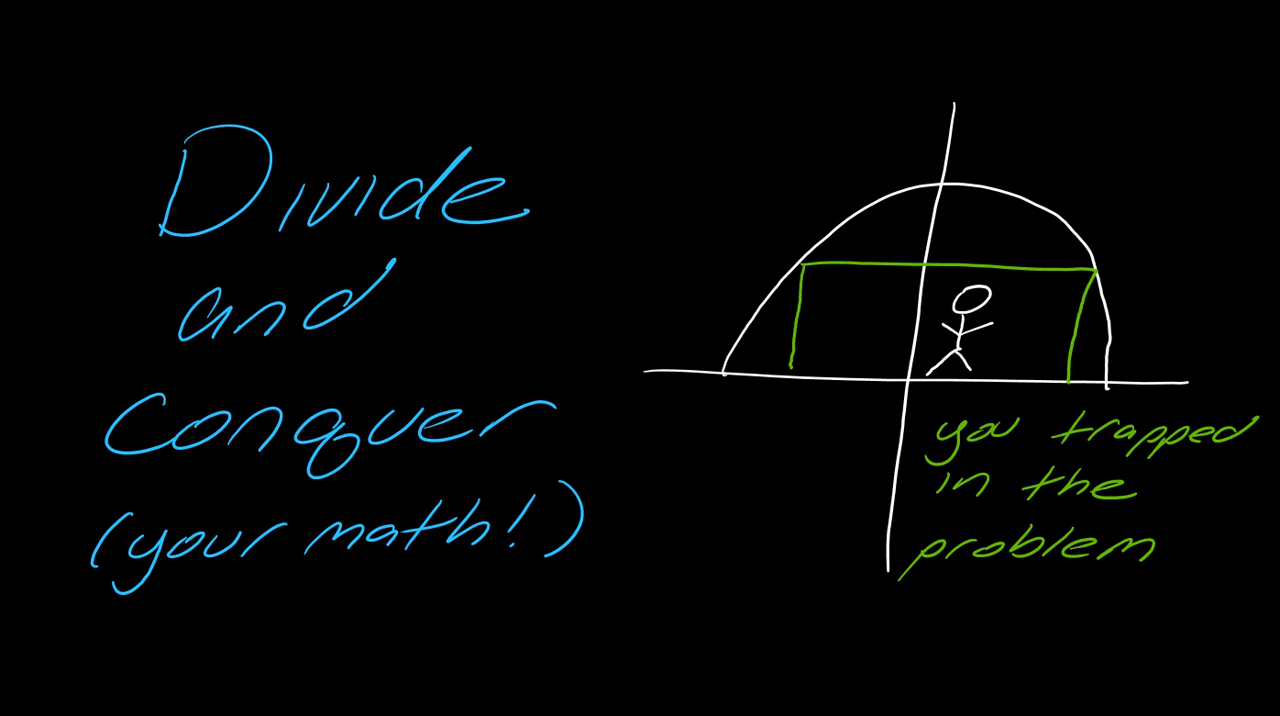 Divide
and
Conquer
(your math!)
you trapped
in the
problem